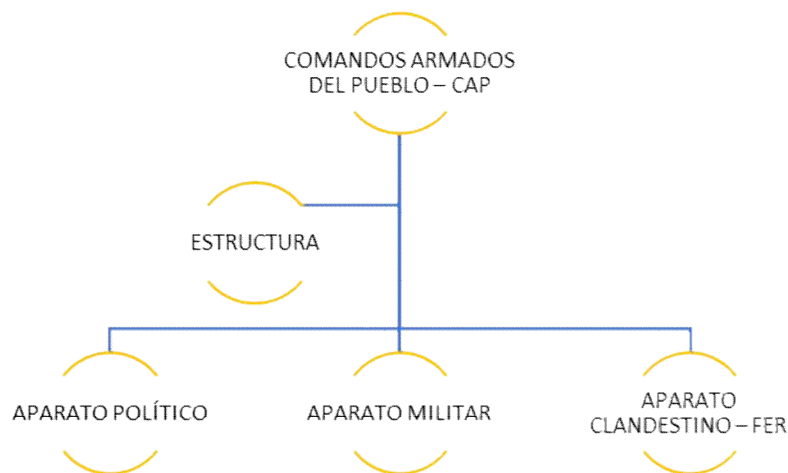 COMANDOS ARMADOS
DEL PUEBLO – CAP
ESTRUCTURA
APARATO POLÍTICO
APARATO MILITAR
APARATO
CLANDESTINO – FER